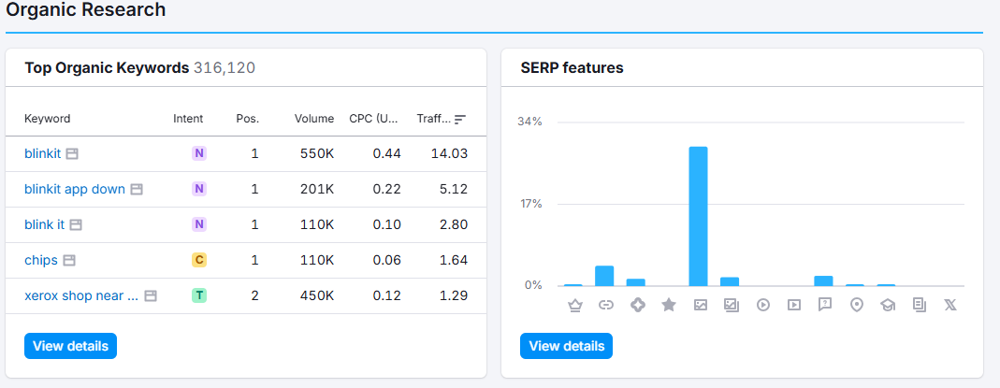 Organic Research
Top Organic Keywords 316,120
Keyword Intent Pos. Volume CPC (U... Traff...
blinkit N 1 550K 0.44 14.03
blinkit app down N 1 201K 0.22 5.12
blink it N 1 110K 0.10 2.80
chips C 1 110K 0.06 1.64
xerox shop near ... T 2 450K 0.12 1.29
View details
SERP features
34%
17%
0%
View details